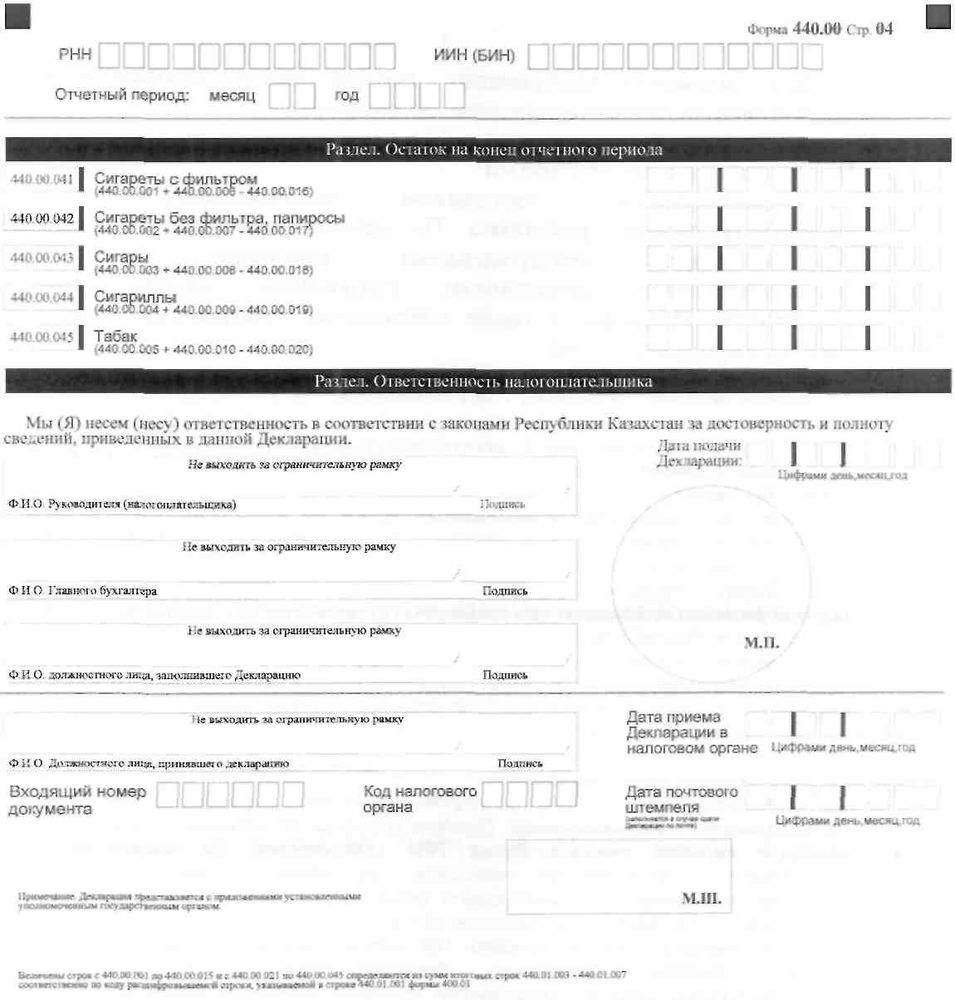 Форма 440.00 Стр. 04
РНН ИИН (БИН)
Отчетный период: месяц год
Раздел. Остаток на конец отчетного периода
440.00.041 Сигареты с фильтром
(440.00.001 + 440.00.006 - 440.00.016)
440.00.042 Сигареты без фильтра, папиросы
(440.00.002 + 440.00.007 - 440.00.017)
440.00.043 Сигары
(440.00.003 + 440.00.008 - 440.00.018)
440.00.044 Сигариллы
(440.00.004 + 440.00.009 - 440.00.019)
440.00.045 Табак
(440.00.005 + 440.00.010 - 440.00.020)
Раздел. Ответственность налогоплательщика
Мы (Я) несем (несу) ответственность в соответствии с законами Республики Казахстан за достоверность и полноту
сведений, приведенных в данной Декларации.
Дата подачи
Декларации:
Цифрами день,месяц,год
Не выходить за ограничительную рамку
/ /
Ф.И.О. Руководителя (налогоплательщика) Подпись
Не выходить за ограничительную рамку
/ /
Ф.И.О. Главного бухгалтера Подпись
Не выходить за ограничительную рамку
/ /
Ф.И.О. должностного лица, заполнившего Декларацию Подпись
М.П.
Не выходить за ограничительную рамку
Ф.И.О. Должностного лица, принявшего декларацию Подпись
Дата приема
Декларации в
налоговом органе Цифрами день,месяц,год
Входящий номер
документа
Код налогового
органа
Дата почтового
штемпеля
(заполняется в случае сдачи
Декларации по почте)
Цифрами день,месяц,год
М.Ш.
Примечание. Декларация представляется с приложениями установленными
уполномоченным государственным органом.
Величины строк с 440.00.001 по 440.00.015 и с 440.00.021 по 440.00.045 определяются из сумм итоговых строк 440.01.003 - 440.01.007
соответственно по коду расшифровываемой строки, указываемой в строке 440.01.001 формы 400.01